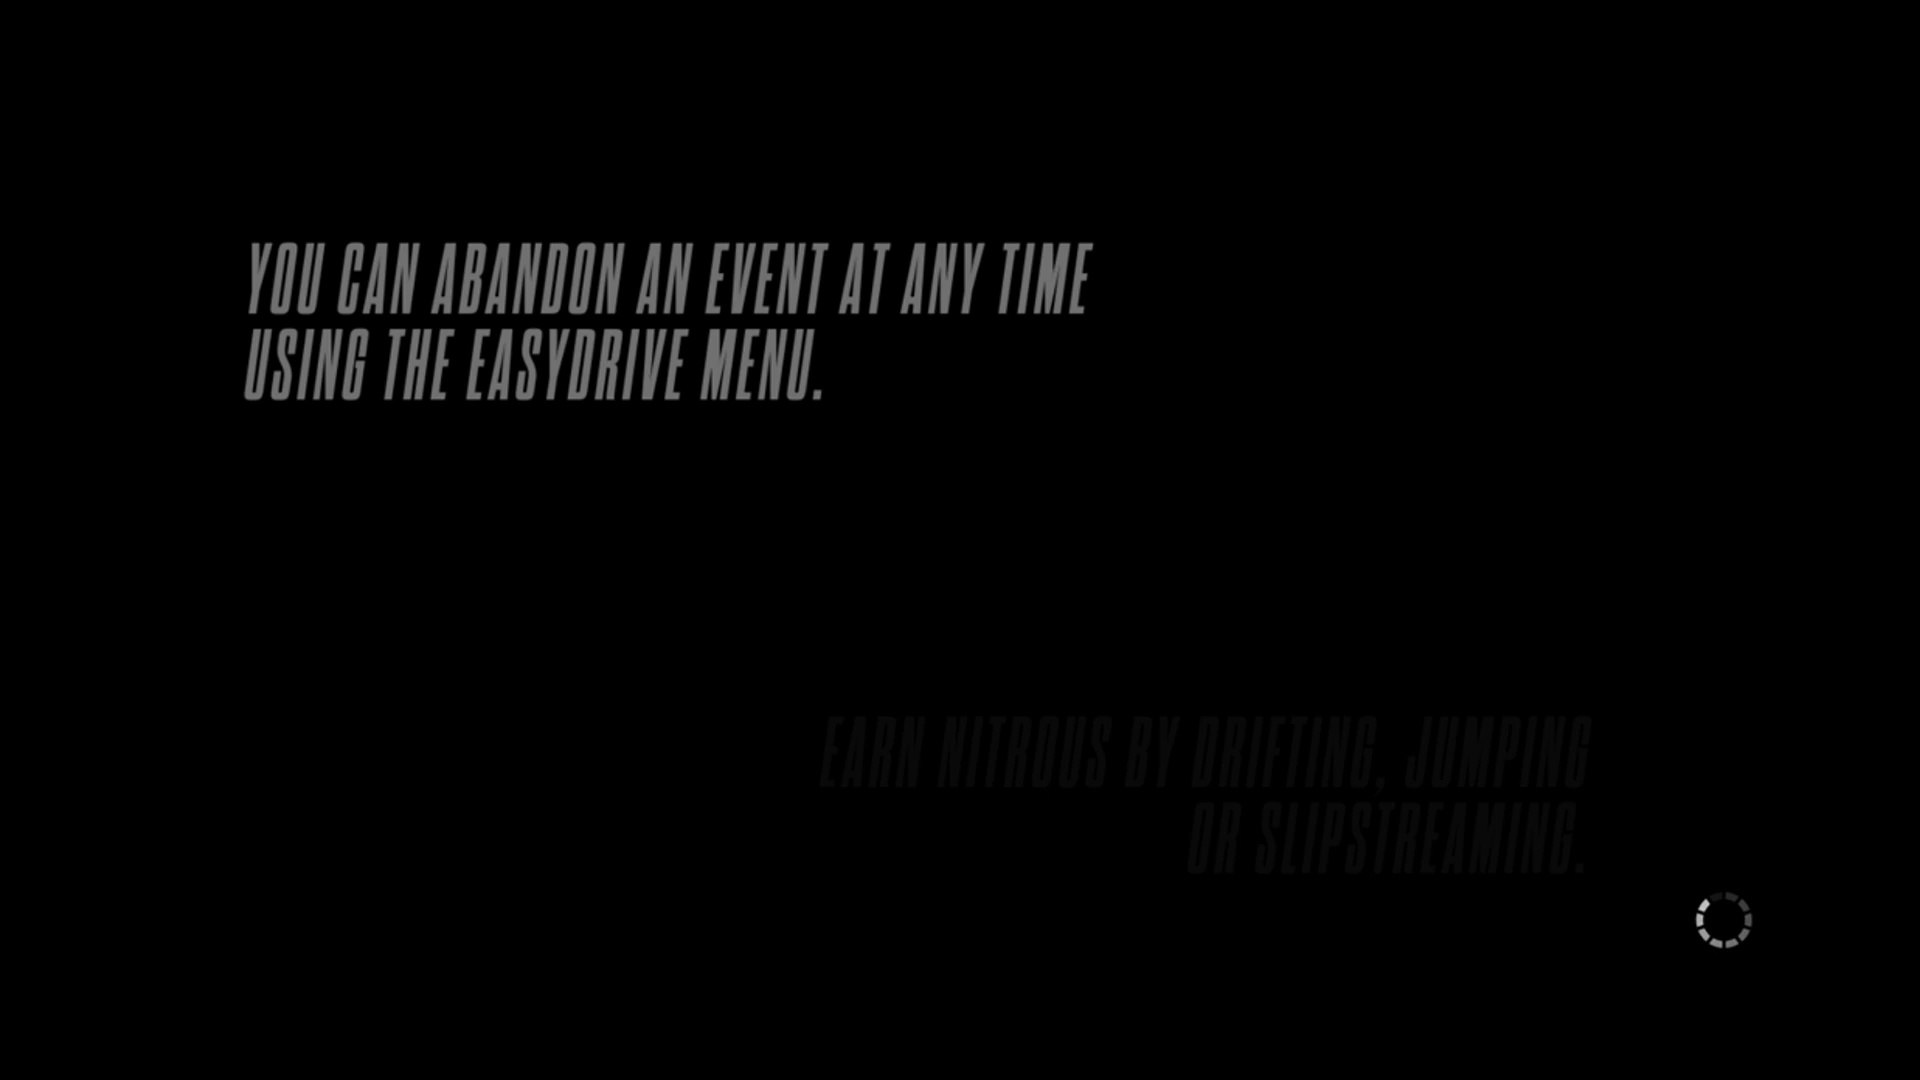 YOU CAN ABANDON AN EVENT AT ANY TIME
USING THE EASYDRIVE MENU.
EARN NITROUS BY DRIFTING, JUMPING
OR SLIPSTREAMING.